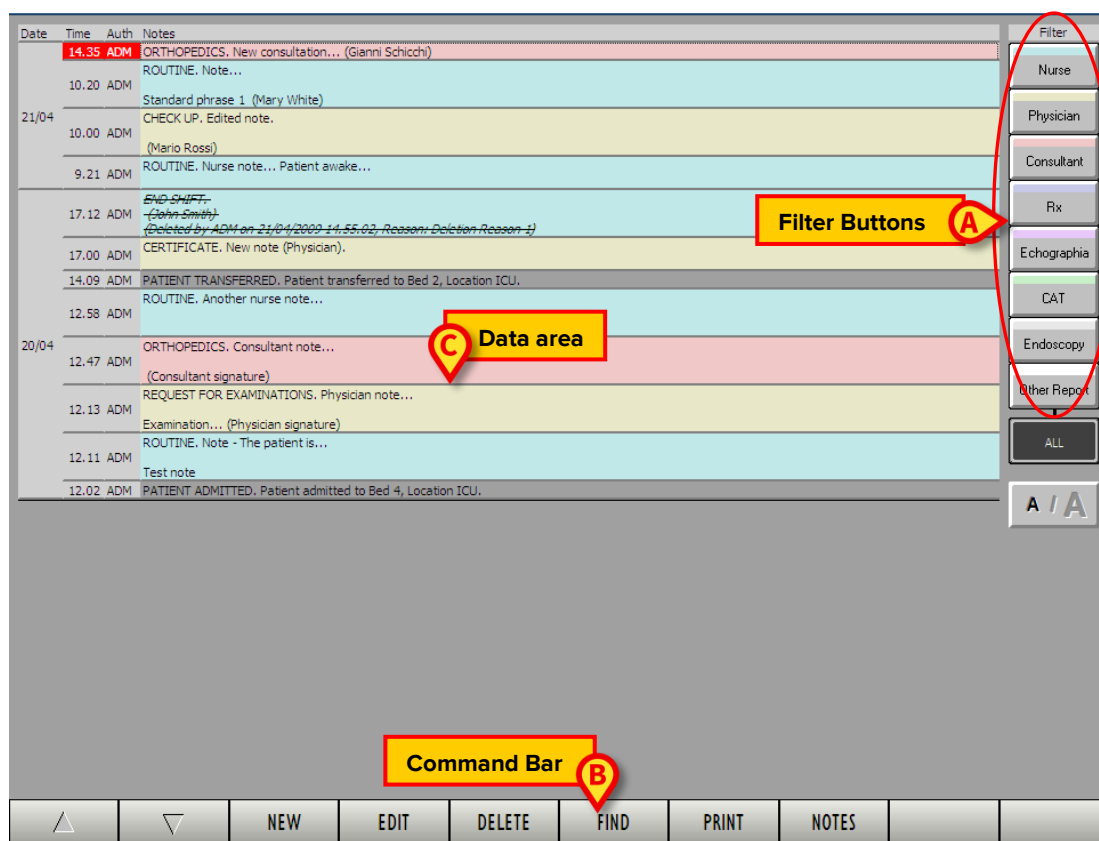 Date Time Auth Notes
14.35 ADM ORTHOPEDICS. New consultation... (Gianni Schicchi)
21/04
10.20 ADM
ROUTINE. Note...
Standard phrase 1 (Mary White)
10.00 ADM
CHECK UP. Edited note.
(Mario Rossi)
9.21 ADM
ROUTINE. Nurse note... Patient awake...
20/04
17.12 ADM
END SHIFT.
(John Smith)
(Deleted by ADM on 21/04/2009 14.55.02, Reason: Deletion Reason 1)
17.00 ADM
CERTIFICATE. New note (Physician).
14.09 ADM PATIENT TRANSFERRED. Patient transferred to Bed 2, Location ICU.
12.58 ADM
ROUTINE. Another nurse note...
12.47 ADM
ORTHOPEDICS. Consultant note...
(Consultant signature)
12.13 ADM
REQUEST FOR EXAMINATIONS. Physician note...
Examination... (Physician signature)
12.11 ADM
ROUTINE. Note - The patient is...
Test note
12.02 ADM PATIENT ADMITTED. Patient admitted to Bed 4, Location ICU.
Filter
Nurse
Physician
Consultant
Rx
Echographia
CAT
Endoscopy
Other Report
ALL
A / A
Filter Buttons
A
C
Data area
Command Bar
B
NEW EDIT DELETE FIND PRINT NOTES